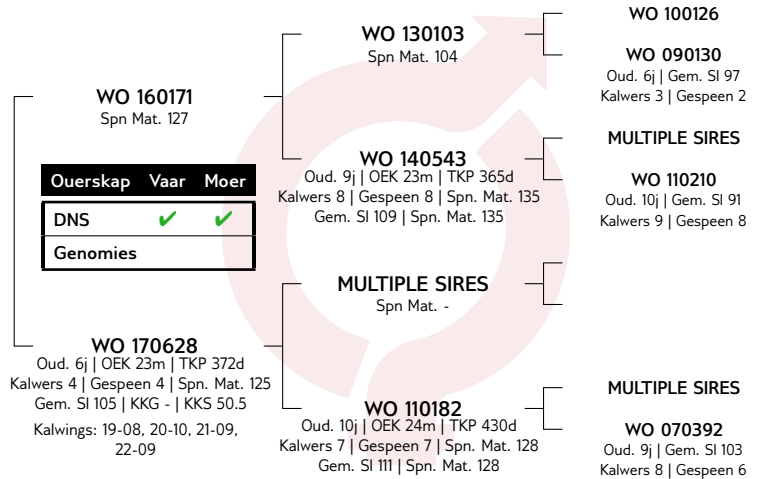 WO 160171
Spn Mat. 127
Ouerskap Vaar Moer
DNS ✔ ✔
Genomies
WO 170628
Oud. 6j | OEK 23m | TKP 372d
Kalwers 4 | Gespeen 4 | Spn. Mat. 125
Gem. SI 105 | KKG - | KKS 50.5
Kalwings: 19-08, 20-10, 21-09,
22-09
WO 130103
Spn Mat. 104
WO 140543
Oud. 9j | OEK 23m | TKP 365d
Kalwers 8 | Gespeen 8 | Spn. Mat. 135
Gem. SI 109 | Spn. Mat. 135
MULTIPLE SIRES
Spn Mat. -
WO 110182
Oud. 10j | OEK 24m | TKP 430d
Kalwers 7 | Gespeen 7 | Spn. Mat. 128
Gem. SI 111 | Spn. Mat. 128
WO 100126
WO 090130
Oud. 6j | Gem. SI 97
Kalwers 3 | Gespeen 2
MULTIPLE SIRES
WO 110210
Oud. 10j | Gem. SI 91
Kalwers 9 | Gespeen 8
MULTIPLE SIRES
WO 070392
Oud. 9j | Gem. SI 103
Kalwers 8 | Gespeen 6